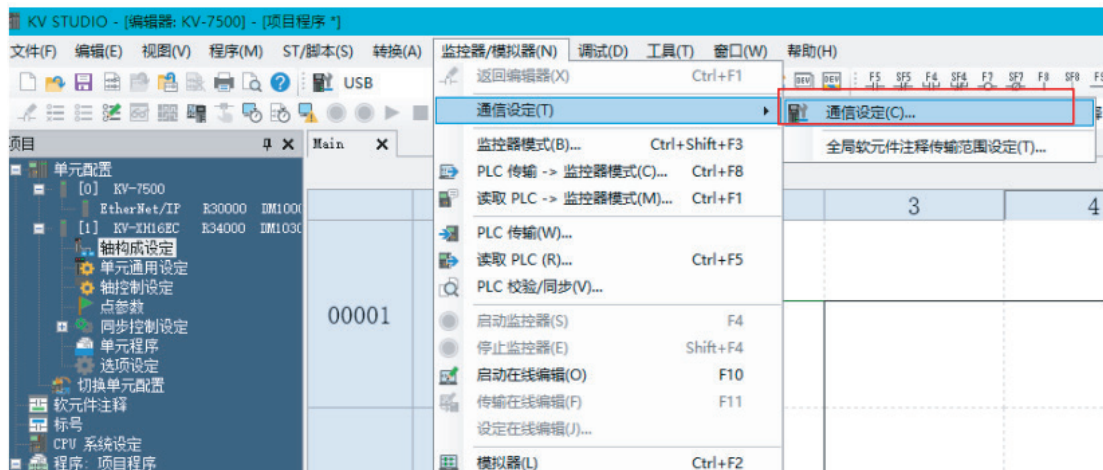 KV STUDIO - [编辑器: KV-7500] - [项目程序 *]
文件(F) 编辑(E) 视图(V) 程序(M) ST/脚本(S) 转换(A) 监控器/模拟器(N) 调试(D) 工具(T) 窗口(W) 帮助(H)
USB
F5 SF5 F4 SF4 F7 SF7 F8 SF8
项目
Main
单元配置
[0] KV-7500
EtherNet/IP R30000 DM1000
[1] KV-XH16EC R34000 DM1030
轴构成设定
单元通用设定
轴控制设定
点参数
同步控制设定
单元程序
选项设定
切换单元配置
软元件注释
标号
CPU 系统设定
程序: 项目程序
00001
返回编辑器(X) Ctrl+F1
通信设定(T)
监控器模式(B)... Ctrl+Shift+F3
PLC 传输 -> 监控器模式(C)... Ctrl+F8
读取 PLC -> 监控器模式(M)... Ctrl+F1
PLC 传输(W)...
读取 PLC (R)... Ctrl+F5
PLC 校验/同步(V)...
启动监控器(S) F4
停止监控器(E) Shift+F4
启动在线编辑(O) F10
传输在线编辑(F) F11
设定在线编辑(J)...
模拟器(L) Ctrl+F2
通信设定(C)...
全局软元件注释传输范围设定(T)...
3 4